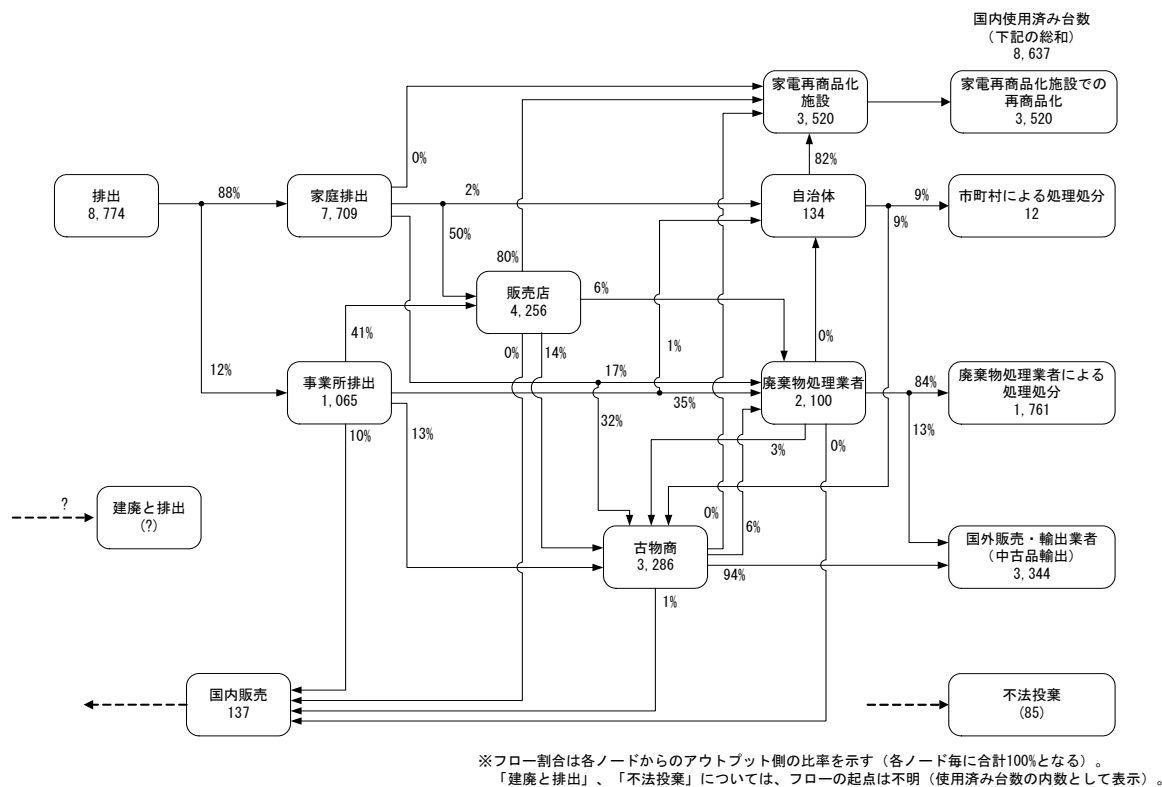 国内使用済み台数
（下記の総和）
8,637
家電再商品化
施設
3,520
家電再商品化施設での
再商品化
3,520
0%
82%
排出
8,774
88%
家庭排出
7,709
2%
自治体
134
9%
9%
市町村による処理処分
12
50%
80%
販売店
4,256
6%
41%
0%
14%
1%
0%
12%
事業所排出
1,065
17%
廃棄物処理業者
2,100
84%
廃棄物処理業者による
処理処分
1,761
35%
10%
13%
32%
3%
0%
13%
?
建廃と排出
(?)
古物商
3,286
0%
6%
94%
国外販売・輸出業者
（中古品輸出）
3,344
1%
国内販売
137
不法投棄
(85)
※フロー割合は各ノードからのアウトプット側の比率を示す（各ノード毎に合計100%となる）。
「建廃と排出」、「不法投棄」については、フローの起点は不明（使用済み台数の内数として表示）。